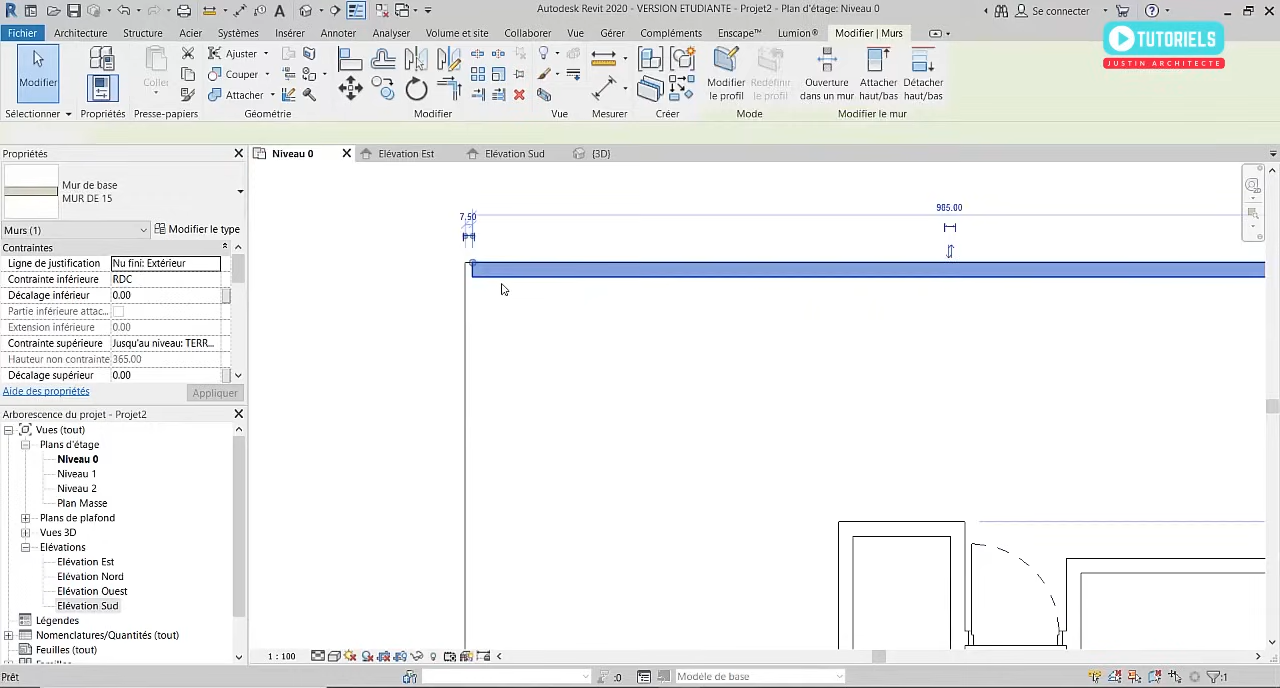 Autodesk Revit 2020 - VERSION ETUDIANTE - Projet2 - Plan d'étage: Niveau 0
Se connecter
Fichier Architecture Structure Acier Systèmes Insérer Annoter Analyser Volume et site Collaborer Vue Gérer Compléments Enscape™ Lumion® Modifier | Murs
TUTORIELS
JUSTIN ARCHITECTE
Modifier
Coller
Ajuster
Couper
Attacher
Modifier le profil
Redéfinir le profil
Ouverture dans un mur
Attacher haut/bas
Détacher haut/bas
Sélectionner Propriétés Presse-papiers Géométrie Modifier Vue Mesurer Créer Mode Modifier le mur
Propriétés
Niveau 0 Elévation Est Elévation Sud {3D}
Mur de base
MUR DE 15
Murs (1) Modifier le type
Contraintes
Ligne de justification Nu fini: Extérieur
Contrainte inférieure RDC
Décalage inférieur 0.00
Partie inférieure attac...
Extension inférieure 0.00
Contrainte supérieure Jusqu'au niveau: TERR...
Hauteur non contrainte 365.00
Décalage supérieur 0.00
Aide des propriétés Appliquer
7.50
985.00
Arborescence du projet - Projet2
Vues (tout)
Plans d'étage
Niveau 0
Niveau 1
Niveau 2
Plan Masse
Plans de plafond
Vues 3D
Elévations
Elévation Est
Elévation Nord
Elévation Ouest
Elévation Sud
Légendes
Nomenclatures/Quantités (tout)
Feuilles (tout)
1 : 100
Prêt
:0
Modèle de base
:1